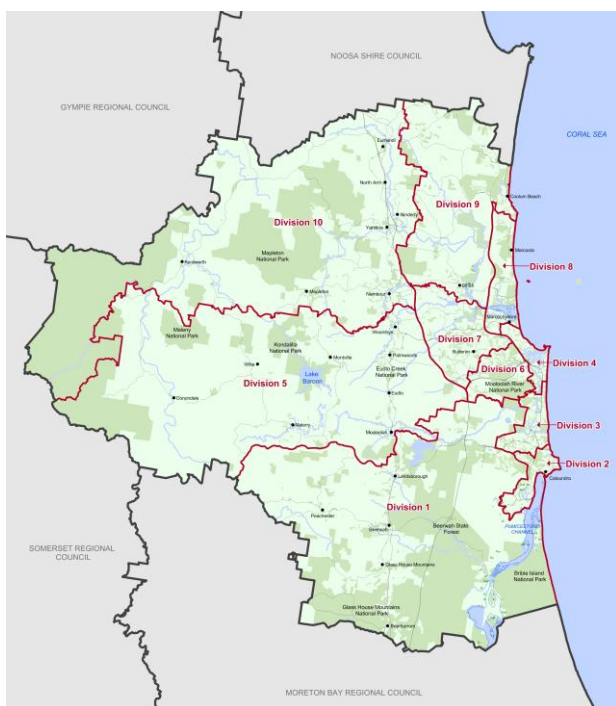 NOOSA SHIRE COUNCIL
GYMPIE REGIONAL COUNCIL
CORAL SEA
Eumundi
North Arm
Coolum Beach
Division 9
Division 10
Yandina
Marcoola
Mapleton
National Park
Kenilworth
Division 8
Mapleton
Nambour
Maroochydore
Maleny
National Park
Woombye
Division 7
Kondalilla
National Park
Montville
Palmwoods
Buderim
Division 4
Witta
Eudlo Creek
National Park
Division 6
Mooloolah River
National Park
Lake
Baroon
Division 5
Conondale
Eudlo
Division 3
Maleny
Mooloolah
Division 2
Caloundra
Landsborough
Division 1
Peachester
Beerwah State
Forest
Beerwah
PUMICESTONE
CHANNEL
SOMERSET REGIONAL
COUNCIL
Glass House Mountains
Bribie Island
National Park
Glass House Mountains
National Park
Beerburrum
MORETON BAY REGIONAL COUNCIL